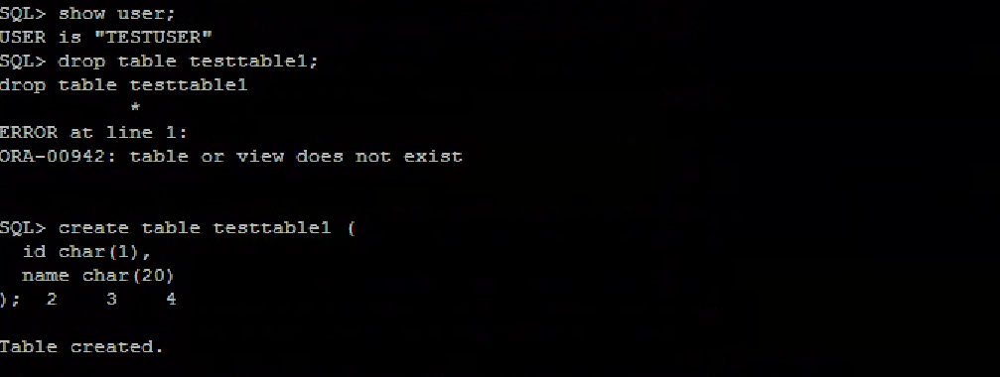 SQL> show user;
USER is "TESTUSER"
SQL> drop table testtable1;
drop table testtable1
*
ERROR at line 1:
ORA-00942: table or view does not exist
SQL> create table testtable1 (
id char(1),
name char(20)
);  2    3    4
Table created.